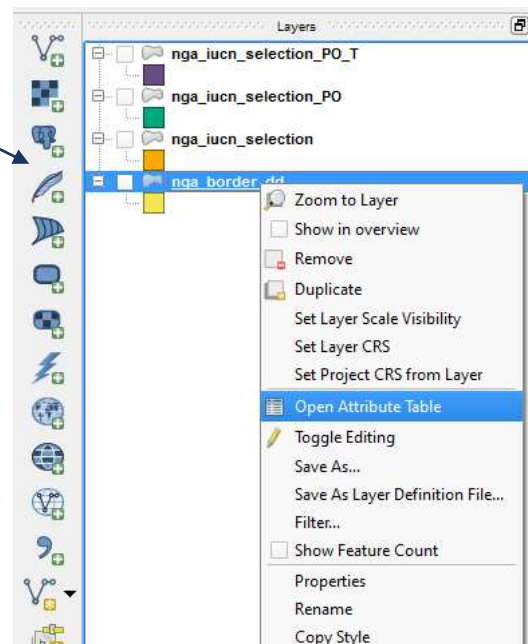 Layers
nga_iucn_selection_PO_T
nga_iucn_selection_PO
nga_iucn_selection
nga_border_dd
Zoom to Layer
Show in overview
Remove
Duplicate
Set Layer Scale Visibility
Set Layer CRS
Set Project CRS from Layer
Open Attribute Table
Toggle Editing
Save As...
Save As Layer Definition File...
Filter...
Show Feature Count
Properties
Rename
Copy Style